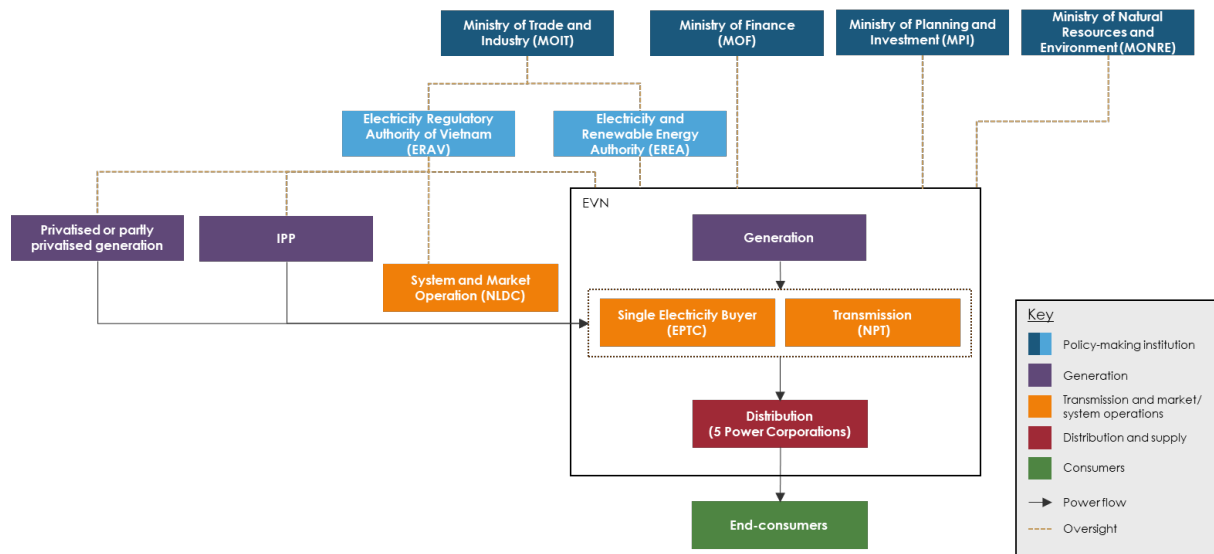 Ministry of Trade and
Industry (MOIT)
Ministry of Finance
(MOF)
Ministry of Planning and
Investment (MPI)
Ministry of Natural
Resources and
Environment (MONRE)
Electricity Regulatory
Authority of Vietnam
(ERAV)
Electricity and
Renewable Energy
Authority (EREA)
EVN
Privatised or partly
privatised generation
IPP
Generation
System and Market
Operation (NLDC)
Single Electricity Buyer
(EPTC)
Transmission
(NPT)
Distribution
(5 Power Corporations)
End-consumers
Key
Policy-making institution
Generation
Transmission and market/
system operations
Distribution and supply
Consumers
Power flow
Oversight